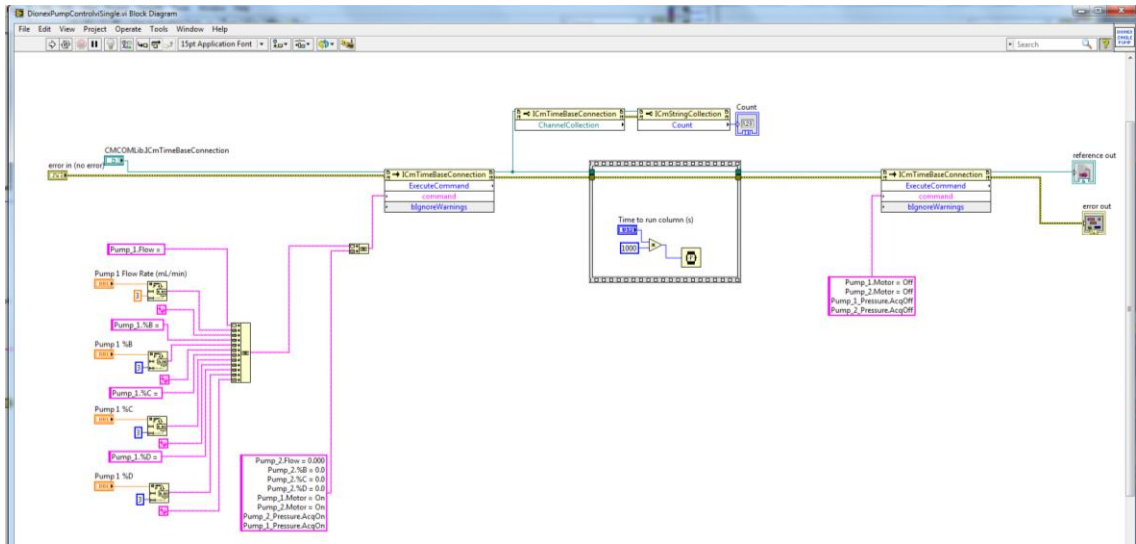 DionexPumpControlviSingle.vi Block Diagram
File Edit View Project Operate Tools Window Help
15pt Application Font
Search
DIONEX
SINGLE
PUMP
ICmTimeBaseConnection
ChannelCollection
ICmStringCollection
Count
Count
CMCOMLib.ICmTimeBaseConnection
error in (no error)
ICmTimeBaseConnection
ExecuteCommand
command
bIgnoreWarnings
ICmTimeBaseConnection
ExecuteCommand
command
bIgnoreWarnings
reference out
error out
Time to run column (s)
1000
Pump_1.Flow =
Pump 1 Flow Rate (mL/min)
3
Pump_1.%B =
Pump 1 %B
Pump_1.%C =
Pump 1 %C
Pump_1.%D =
Pump 1 %D
Pump_2.Flow = 0.000
Pump_2.%B = 0.0
Pump_2.%C = 0.0
Pump_2.%D = 0.0
Pump_1.Motor = On
Pump_2.Motor = On
Pump_2_Pressure.AcqOn
Pump_1_Pressure.AcqOn
Pump_1.Motor = Off
Pump_2.Motor = Off
Pump_1_Pressure.AcqOff
Pump_2_Pressure.AcqOff